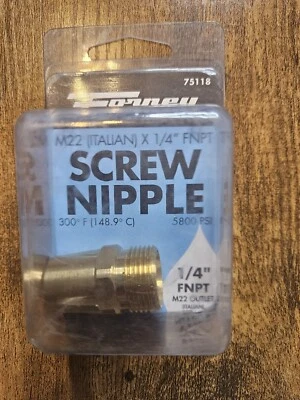 75118
Forney
M22 (ITALIAN) X 1/4" FNPT
SCREW
NIPPLE
300° F (148.9° C) 5800 PSI
1/4"
FNPT
M22 OUTLET
(ITALIAN)